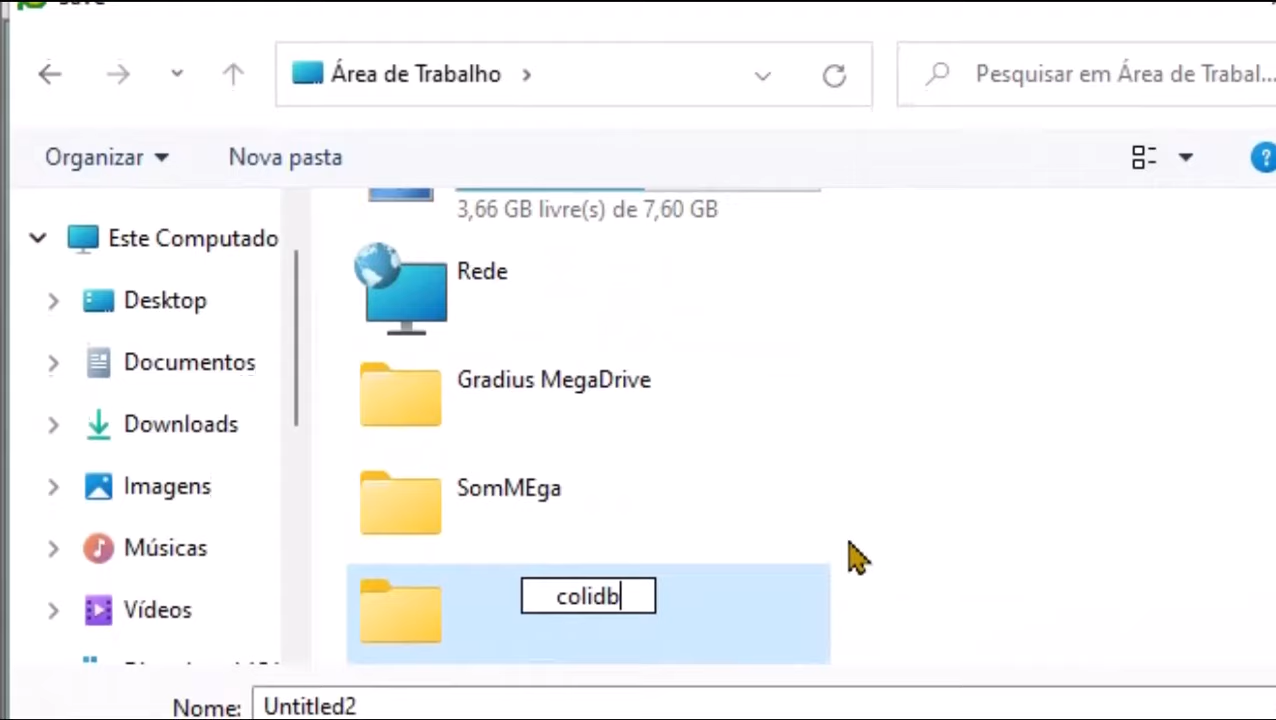 Área de Trabalho
Pesquisar em Área de Trabal...
Organizar
Nova pasta
3,66 GB livre(s) de 7,60 GB
Este Computado
Rede
Desktop
Documentos
Gradius MegaDrive
Downloads
Imagens
SomMEga
Músicas
colidb
Vídeos
Nome:
Untitled2